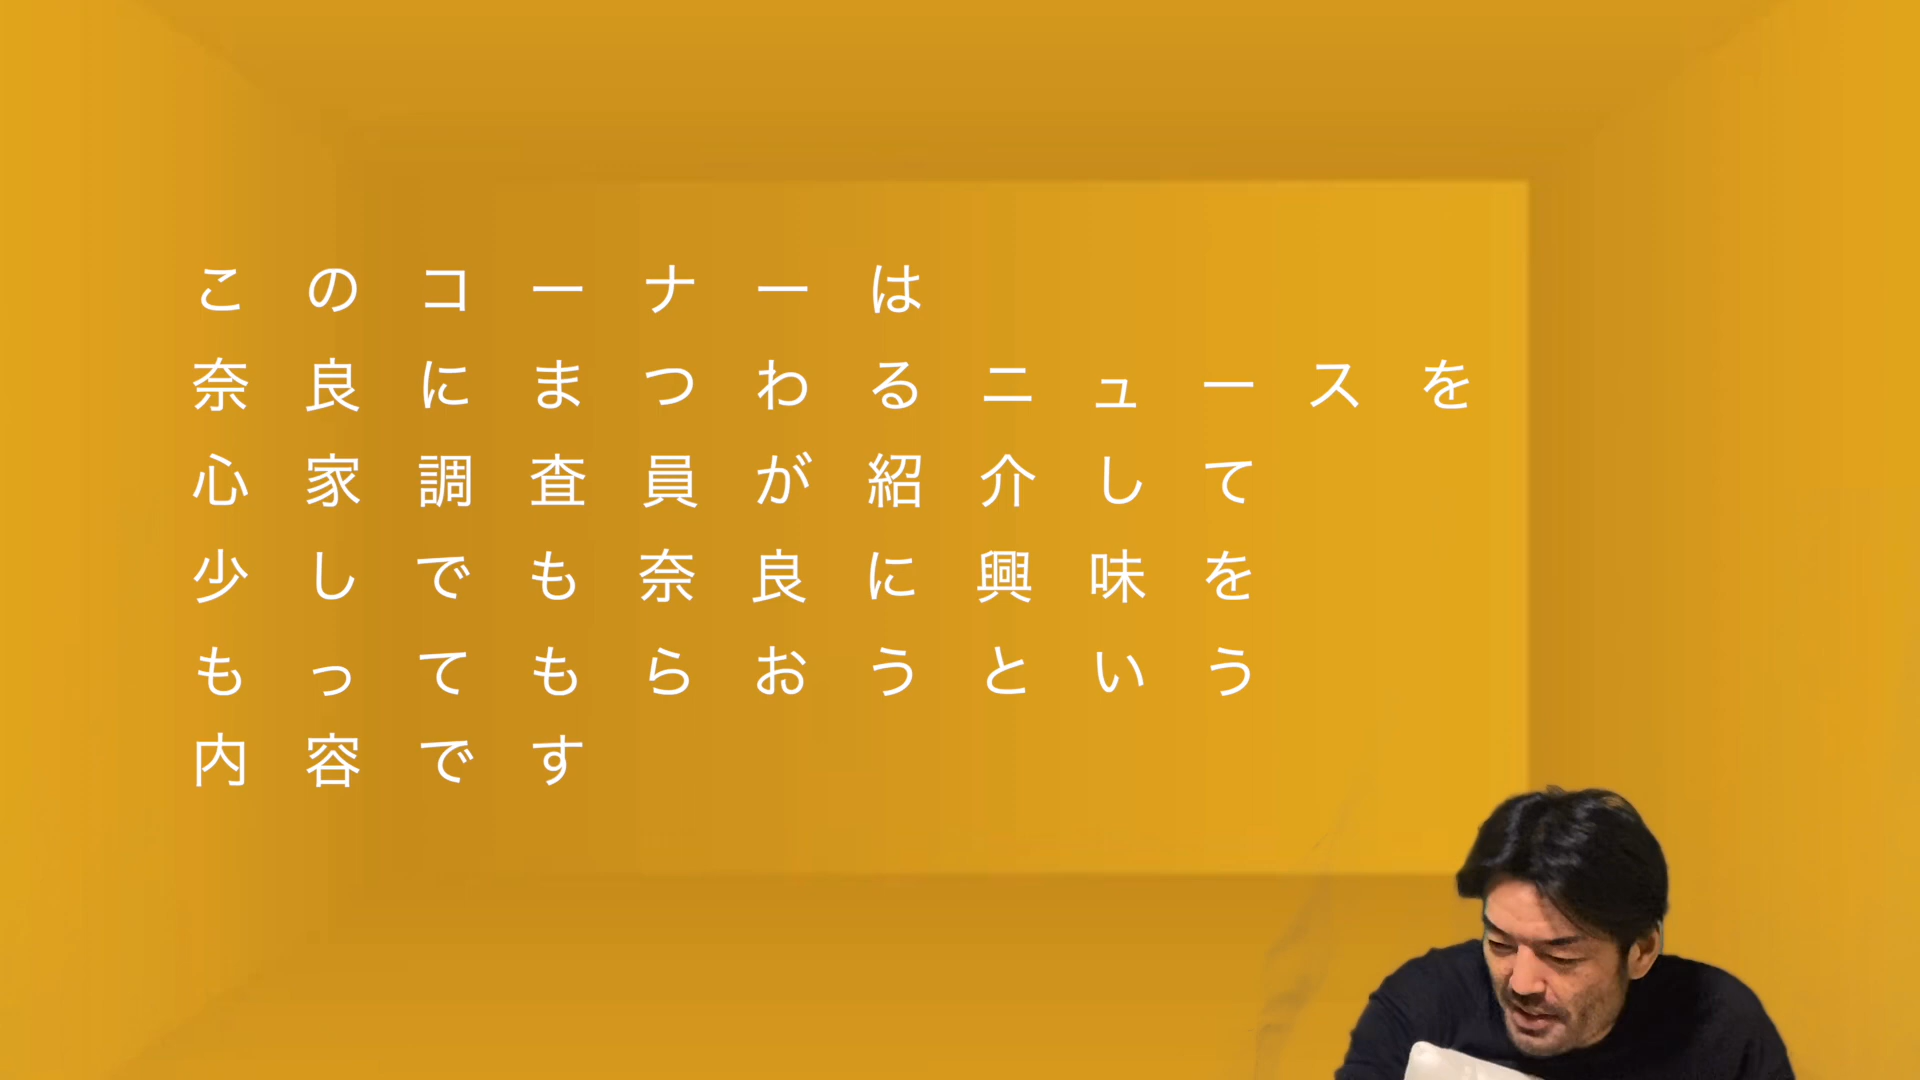 このコーナーは
奈良にまつわるニュースを
心家調査員が紹介して
少しでも奈良に興味を
もってもらおうという
内容です